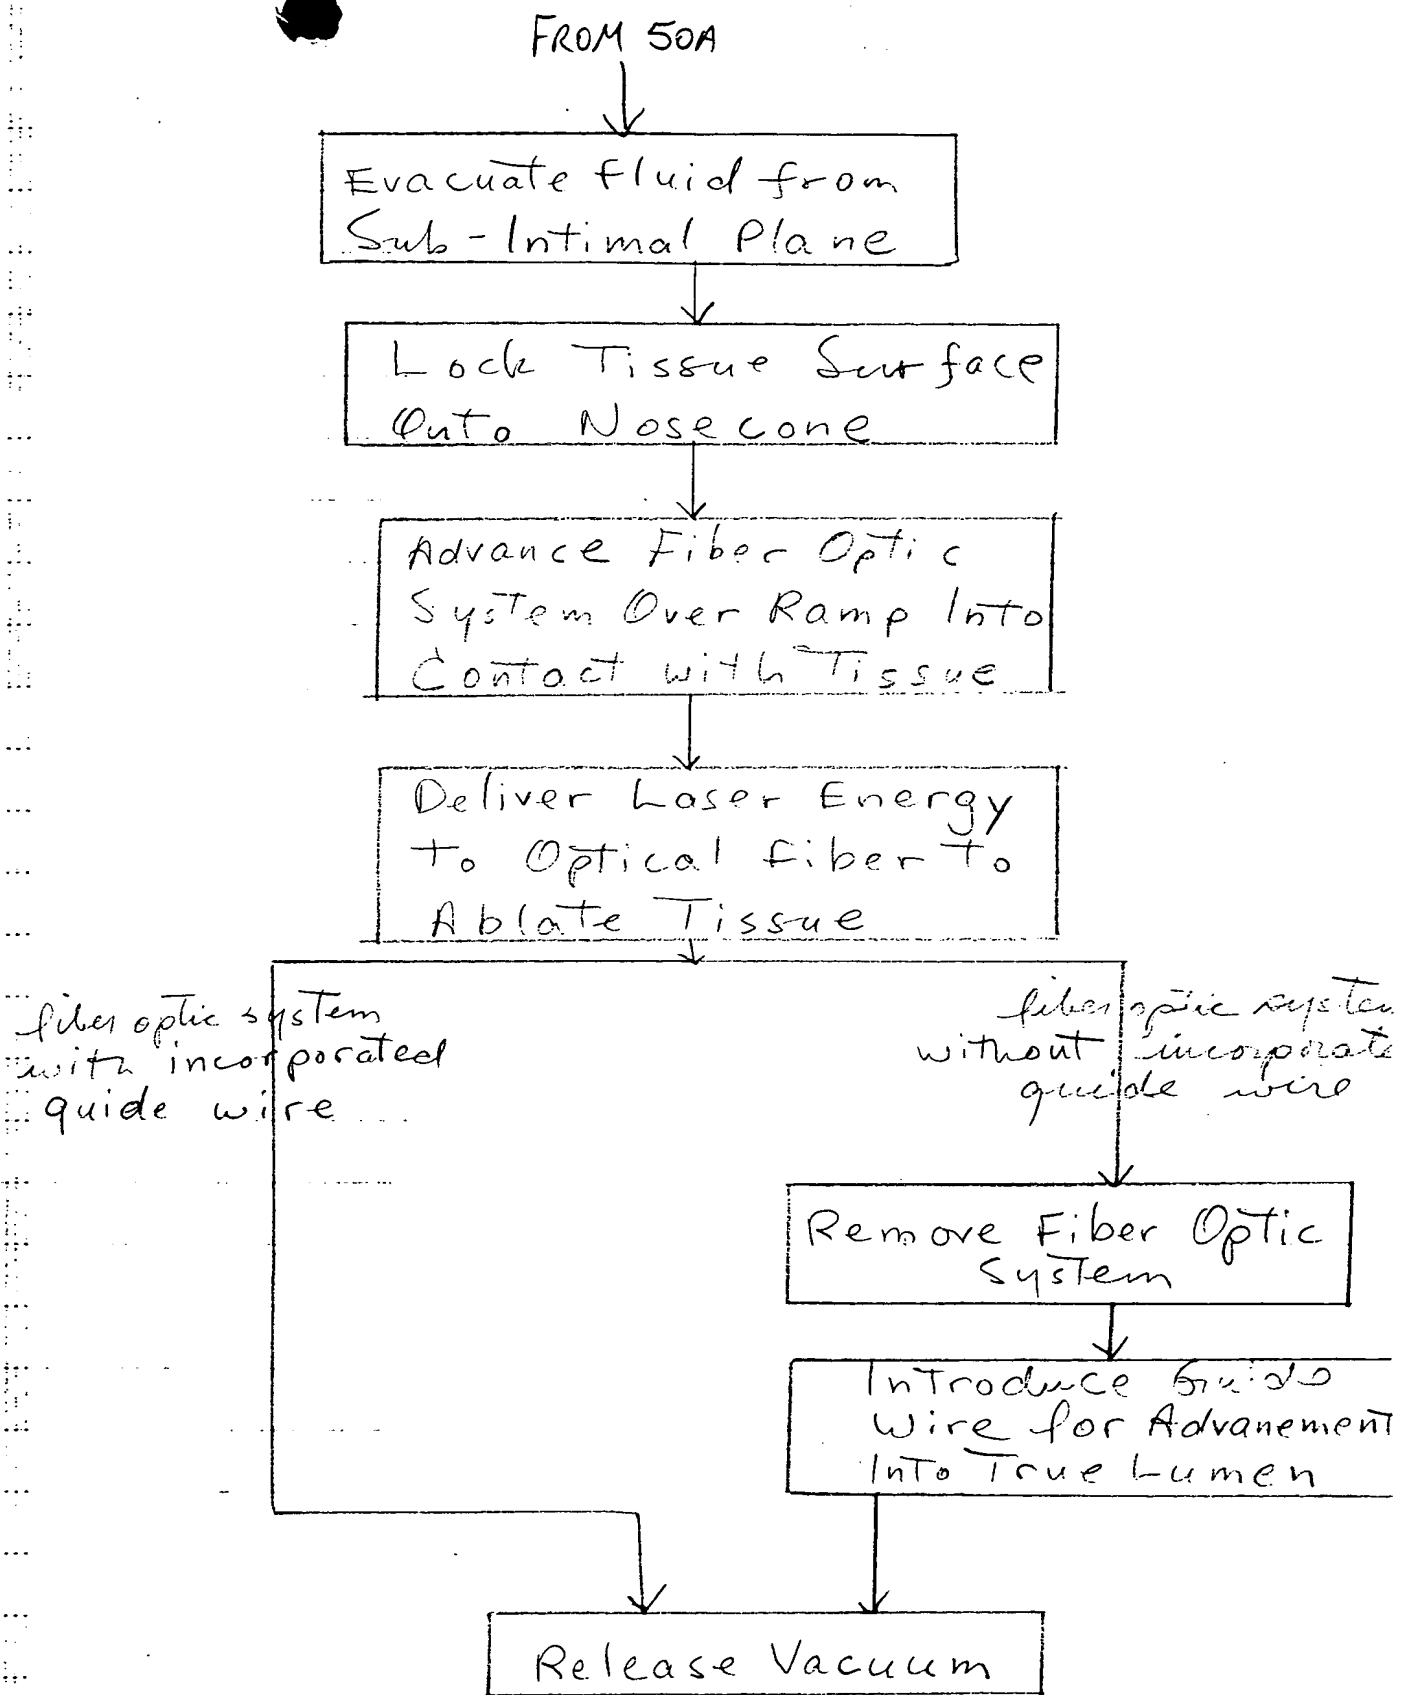 FROM 50A
Evacuate fluid from
Sub-Intimal Plane
Lock Tissue Surface
Onto Nosecone
Advance Fiber Optic
System Over Ramp Into
Contact with Tissue
Deliver Laser Energy
To Optical fiber To
Ablate Tissue
fiber optic system
with incorporated
guide wire
fiber optic system
without incorporate
guide wire
Remove Fiber Optic
System
Introduce Guide
Wire for Advanement
Into True Lumen
Release Vacuum